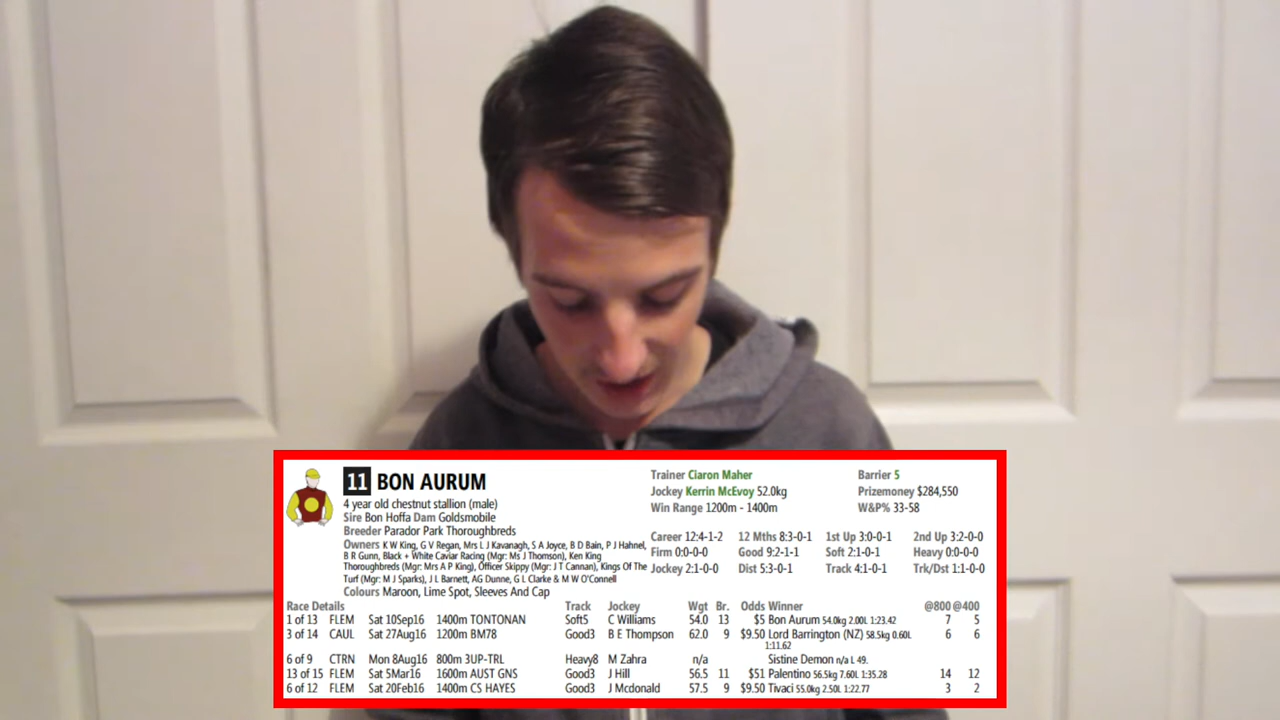 11 BON AURUM
4 year old chestnut stallion (male)
Sire Bon Hoffa Dam Goldsmobile
Breeder Parador Park Thoroughbreds
Owners K W King, G V Regan, Mrs L J Kavanagh, S A Joyce, B D Bain, P J Hahnel,
B R Gunn, Black + White Caviar Racing (Mgr: Ms J Thomson), Ken King
Thoroughbreds (Mgr: Mrs A P King), Officer Skippy (Mgr: J T Cannan), Kings Of The
Turf (Mgr: M J Sparks), J L Barnett, AG Dunne, G L Clarke & M W O'Connell
Colours Maroon, Lime Spot, Sleeves And Cap
Trainer Ciaron Maher
Jockey Kerrin McEvoy 52.0kg
Win Range 1200m - 1400m
Barrier 5
Prizemoney $284,550
W&P% 33-58
Career 12:4-1-2 12 Mths 8:3-0-1 1st Up 3:0-0-1 2nd Up 3:2-0-0
Firm 0:0-0-0 Good 9:2-1-1 Soft 2:1-0-1 Heavy 0:0-0-0
Jockey 2:1-0-0 Dist 5:3-0-1 Track 4:1-0-1 Trk/Dst 1:1-0-0
Race Details Track Jockey Wgt Br. Odds Winner @800 @400
1 of 13 FLEM Sat 10Sep16 1400m TONTONAN Soft5 C Williams 54.0 13 $5 Bon Aurum 54.0kg 2.00L 1:23.42 7 5
3 of 14 CAUL Sat 27Aug16 1200m BM78 Good3 B E Thompson 62.0 9 $9.50 Lord Barrington (NZ) 58.5kg 0.60L 6 6
1:11.62
6 of 9 CTRN Mon 8Aug16 800m 3UP-TRL Heavy8 M Zahra n/a Sistine Demon n/a L 49.
13 of 15 FLEM Sat 5Mar16 1600m AUST GNS Good3 J Hill 56.5 11 $51 Palentino 56.5kg 7.60L 1:35.28 14 12
6 of 12 FLEM Sat 20Feb16 1400m CS HAYES Good3 J Mcdonald 57.5 9 $9.50 Tivaci 55.0kg 2.50L 1:22.77 3 2